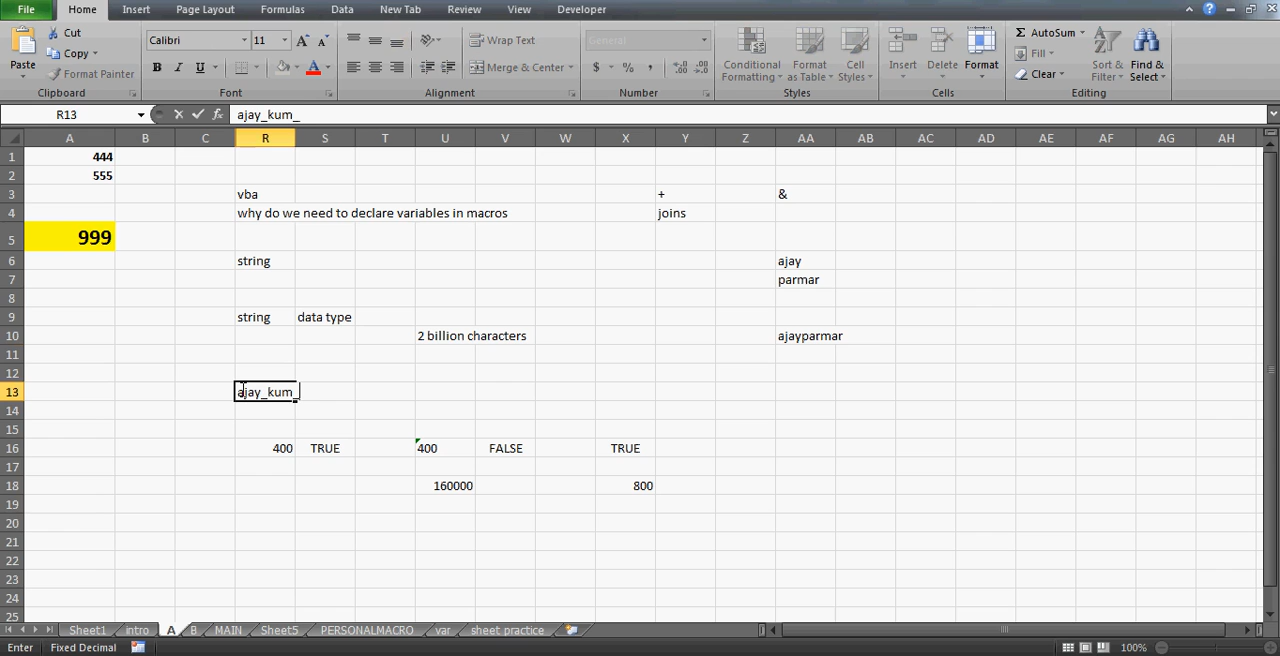 File Home Insert Page Layout Formulas Data New Tab Review View Developer
Paste Cut Copy Format Painter Clipboard
Calibri 11 A A B I U A Font
Wrap Text Merge & Center Alignment
General $ % , Number
Conditional Formatting Format as Table Cell Styles Styles
Insert Delete Format Cells
AutoSum Fill Clear Sort & Filter Find & Select Editing
R13 fx ajay_kum_
A B C R S T U V W X Y Z AA AB AC AD AE AF AG AH
1 444
2 555
3 vba + &
4 why do we need to declare variables in macros joins
5 999
6 string ajay
7 parmar
8
9 string data type
10 2 billion characters ajayparmar
11
12
13 ajay_kum_
14
15
16 400 TRUE 400 FALSE TRUE
17
18 160000 800
19
20
21
22
23
24
25
Sheet1 intro A B MAIN Sheet5 PERSONALMACRO var sheet practice
Enter Fixed Decimal 100%